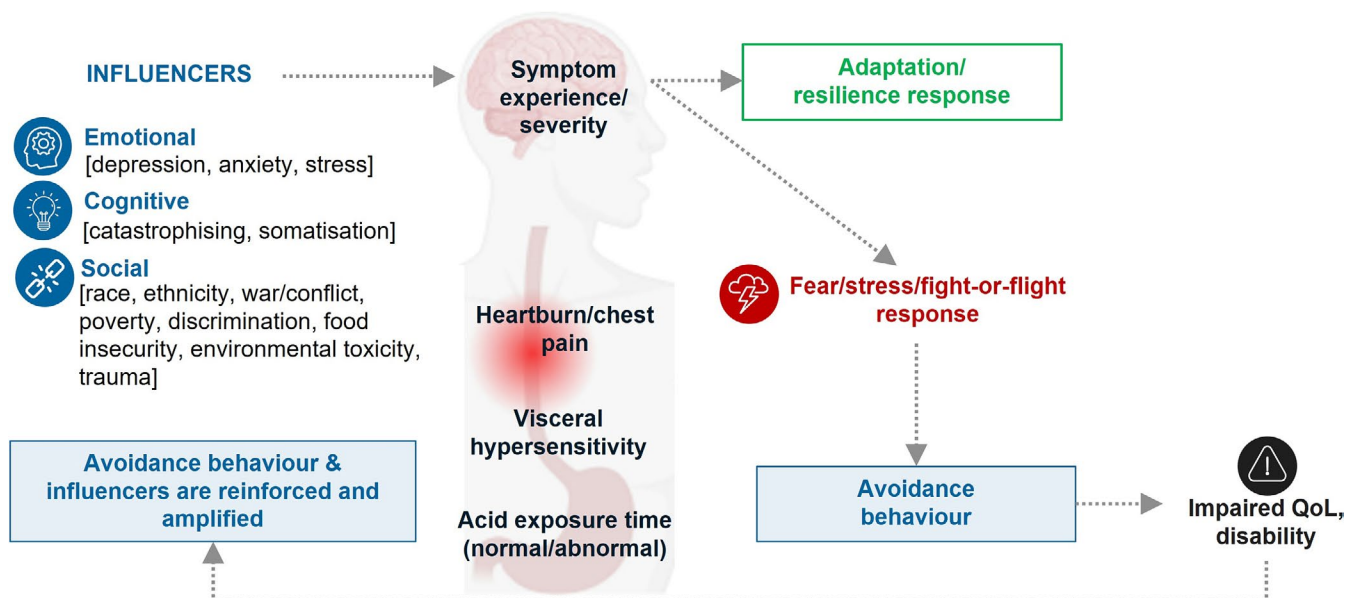 INFLUENCERS
Emotional
[depression, anxiety, stress]
Cognitive
[catastrophising, somatisation]
Social
[race, ethnicity, war/conflict,
poverty, discrimination, food
insecurity, environmental toxicity,
trauma]
Avoidance behaviour &
influencers are reinforced and
amplified
Symptom
experience/
severity
Heartburn/chest
pain
Visceral
hypersensitivity
Acid exposure time
(normal/abnormal)
Adaptation/
resilience response
Fear/stress/fight-or-flight
response
Avoidance
behaviour
Impaired QoL,
disability